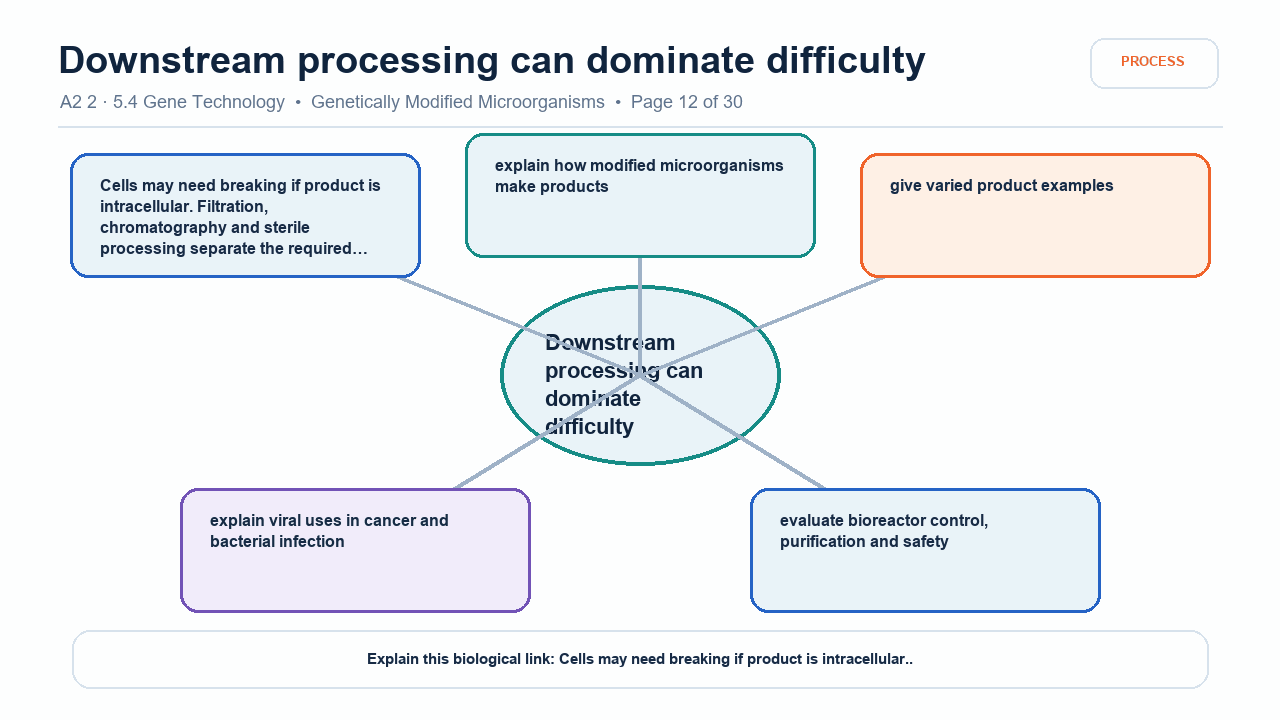 Downstream processing can dominate difficulty
PROCESS
A2 2 · 5.4 Gene Technology • Genetically Modified Microorganisms • Page 12 of 30
Cells may need breaking if product is
intracellular. Filtration,
chromatography and sterile
processing separate the required…
explain how modified microorganisms
make products
give varied product examples
Downstream
processing can
dominate
difficulty
explain viral uses in cancer and
bacterial infection
evaluate bioreactor control,
purification and safety
Explain this biological link: Cells may need breaking if product is intracellular..